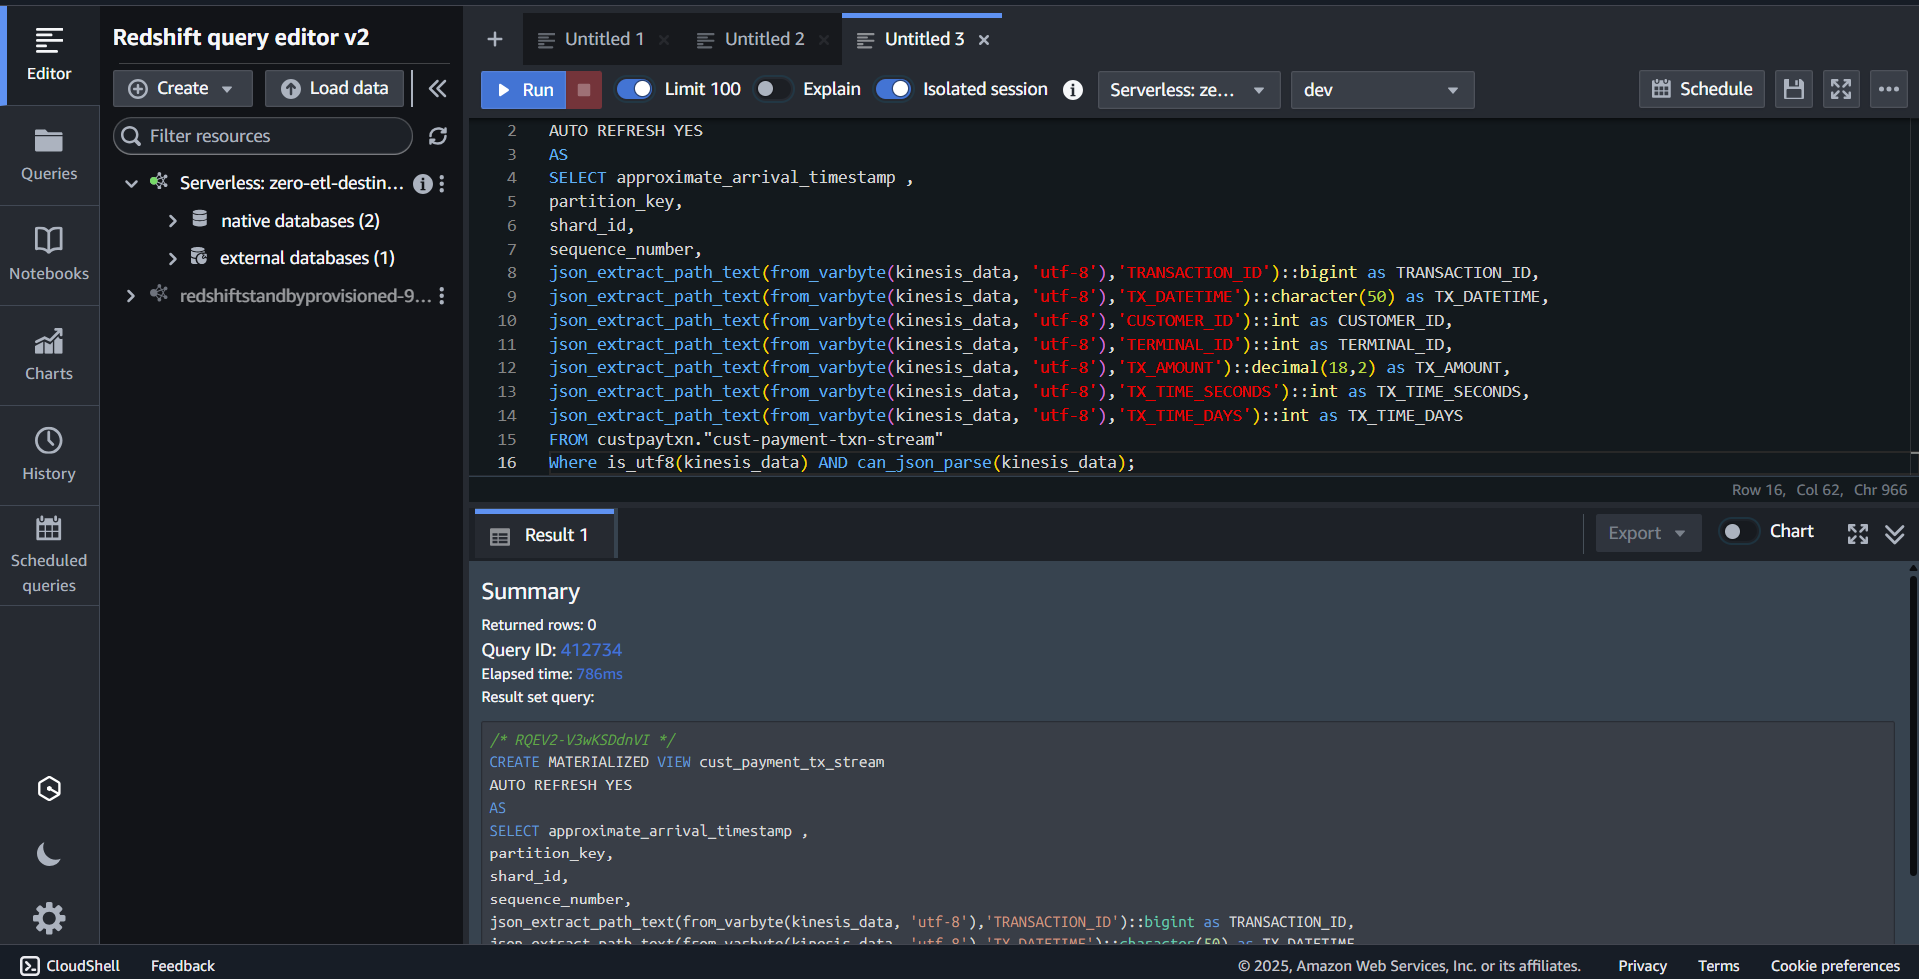 Editor
Queries
Notebooks
Charts
History
Scheduled
queries
Redshift query editor v2
Create
Load data
Filter resources
Serverless: zero-etl-destin...
native databases (2)
external databases (1)
redshiftstandbyprovisioned-9...
Untitled 1
Untitled 2
Untitled 3
Run
Limit 100
Explain
Isolated session
Serverless: ze...
dev
Schedule
2 AUTO REFRESH YES
3 AS
4 SELECT approximate_arrival_timestamp ,
5 partition_key,
6 shard_id,
7 sequence_number,
8 json_extract_path_text(from_varbyte(kinesis_data, 'utf-8'),'TRANSACTION_ID')::bigint as TRANSACTION_ID,
9 json_extract_path_text(from_varbyte(kinesis_data, 'utf-8'),'TX_DATETIME')::character(50) as TX_DATETIME,
10 json_extract_path_text(from_varbyte(kinesis_data, 'utf-8'),'CUSTOMER_ID')::int as CUSTOMER_ID,
11 json_extract_path_text(from_varbyte(kinesis_data, 'utf-8'),'TERMINAL_ID')::int as TERMINAL_ID,
12 json_extract_path_text(from_varbyte(kinesis_data, 'utf-8'),'TX_AMOUNT')::decimal(18,2) as TX_AMOUNT,
13 json_extract_path_text(from_varbyte(kinesis_data, 'utf-8'),'TX_TIME_SECONDS')::int as TX_TIME_SECONDS,
14 json_extract_path_text(from_varbyte(kinesis_data, 'utf-8'),'TX_TIME_DAYS')::int as TX_TIME_DAYS
15 FROM custpaytxn."cust-payment-txn-stream"
16 Where is_utf8(kinesis_data) AND can_json_parse(kinesis_data);
Row 16, Col 62, Chr 966
Result 1
Export
Chart
Summary
Returned rows: 0
Query ID: 412734
Elapsed time: 786ms
Result set query:
/* RQEV2-V3wKSDdnVI */
CREATE MATERIALIZED VIEW cust_payment_tx_stream
AUTO REFRESH YES
AS
SELECT approximate_arrival_timestamp ,
partition_key,
shard_id,
sequence_number,
json_extract_path_text(from_varbyte(kinesis_data, 'utf-8'),'TRANSACTION_ID')::bigint as TRANSACTION_ID,
json_extract_path_text(from_varbyte(kinesis_data, 'utf-8'),'TX_DATETIME')::character(50) as TX_DATETIME
CloudShell
Feedback
© 2025, Amazon Web Services, Inc. or its affiliates.
Privacy
Terms
Cookie preferences